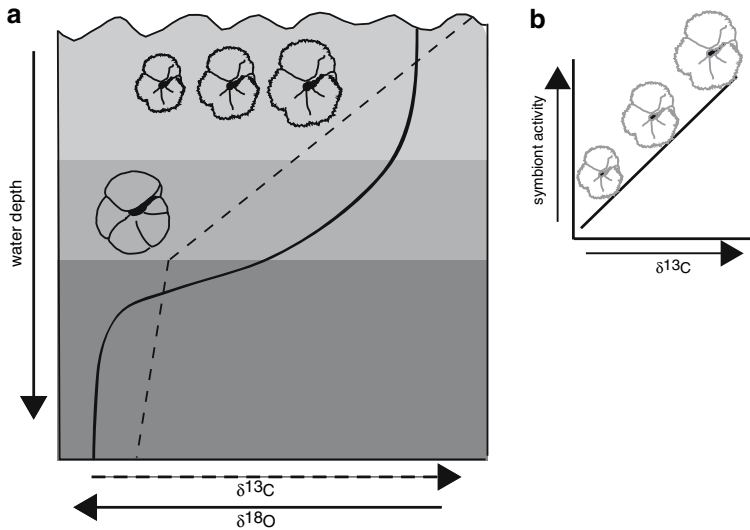 a
water depth
δ13C
δ18O
b
symbiont activity
δ13C